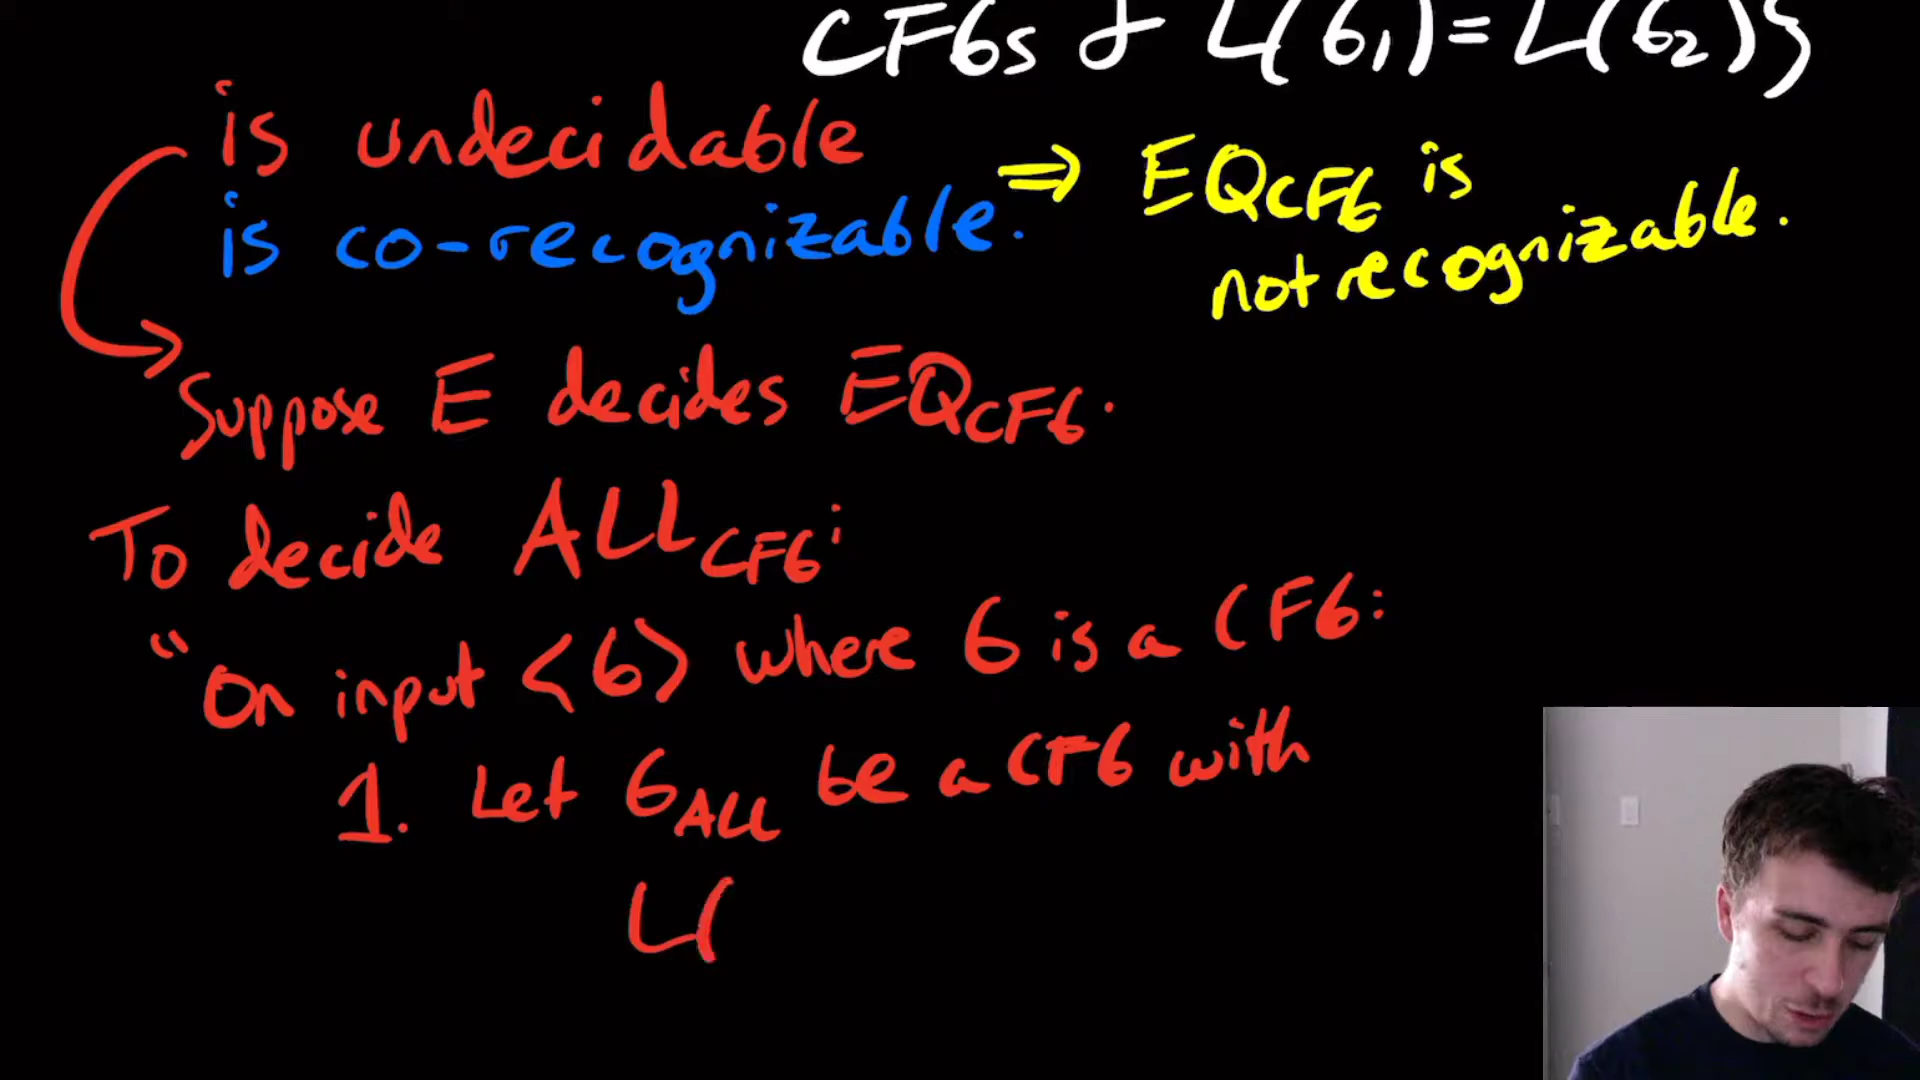 CFGs & L(G₁)=L(G₂)}
is undecidable
is co-recognizable. ⇒ EQCFG is
not recognizable.
Suppose E decides EQCFG.
To decide ALLCFG:
"On input <G> where G is a CFG:
1. Let GALL be a CFG with
L(